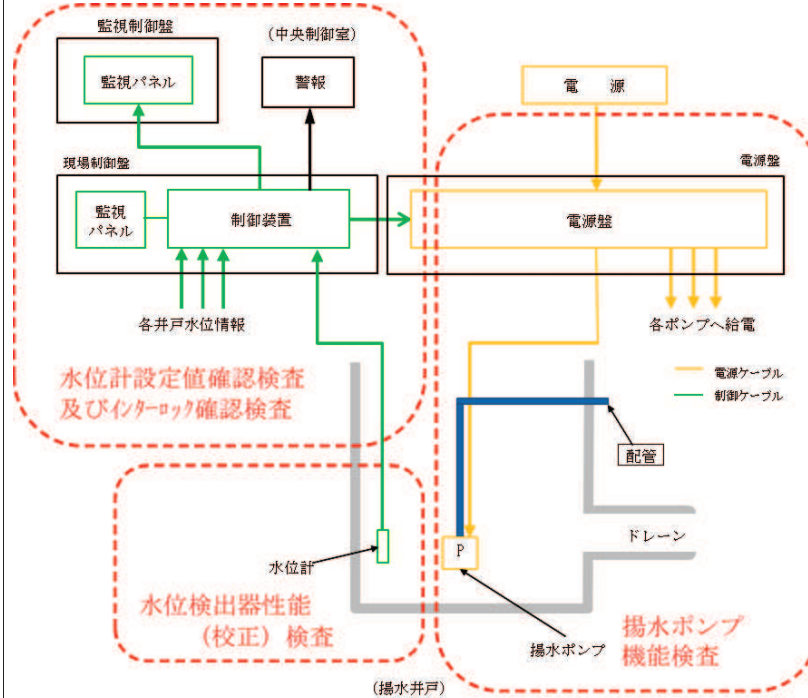 監視制御盤
(中央制御室)
監視パネル
警報
電 源
現場制御盤
電源盤
監視
パネル
制御装置
電源盤
各井戸水位情報
各ポンプへ給電
水位計設定値確認検査
及びインターロック確認検査
電源ケーブル
制御ケーブル
配管
P
ドレーン
水位計
水位検出器性能
(校正)検査
揚水ポンプ
揚水ポンプ
機能検査
(揚水井戸)